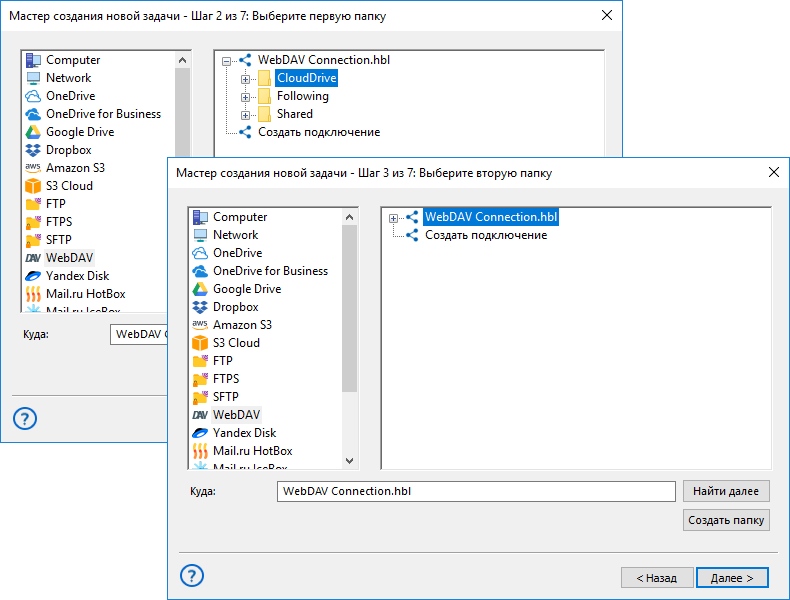 Мастер создания новой задачи - Шаг 2 из 7: Выберите первую папку
Computer
Network
OneDrive
OneDrive for Business
Google Drive
Dropbox
Amazon S3
S3 Cloud
FTP
FTPS
SFTP
WebDAV
Yandex Disk
Mail.ru HotBox
Mail.ru IceBox
WebDAV Connection.hbl
CloudDrive
Following
Shared
Создать подключение
Куда:
WebDAV C
?
Мастер создания новой задачи - Шаг 3 из 7: Выберите вторую папку
Computer
Network
OneDrive
OneDrive for Business
Google Drive
Dropbox
Amazon S3
S3 Cloud
FTP
FTPS
SFTP
WebDAV
Yandex Disk
Mail.ru HotBox
Mail.ru IceBox
WebDAV Connection.hbl
Создать подключение
Куда:
WebDAV Connection.hbl
Найти далее
Создать папку
?
< Назад
Далее >